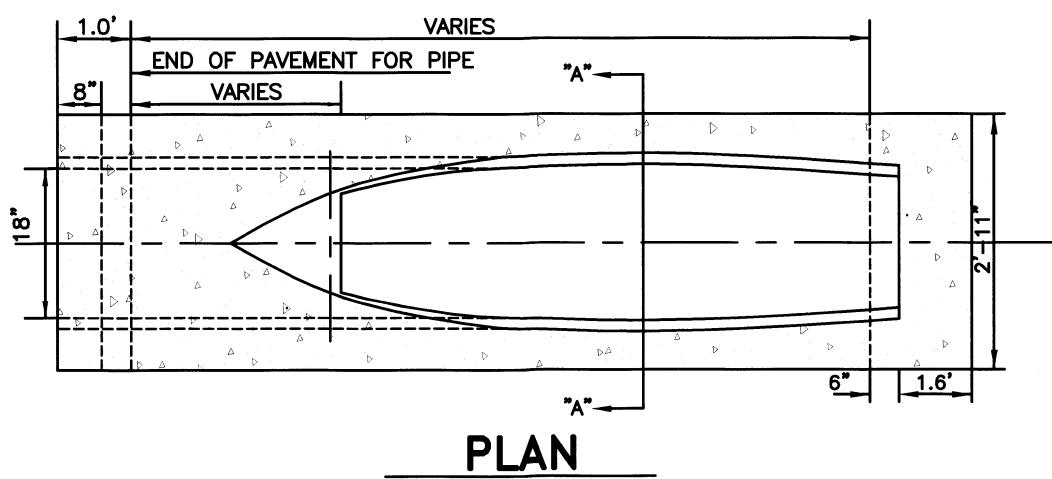 1.0'
VARIES
END OF PAVEMENT FOR PIPE
"A"
8"
VARIES
18"
2'-11"
6"
1.6'
"A"
PLAN